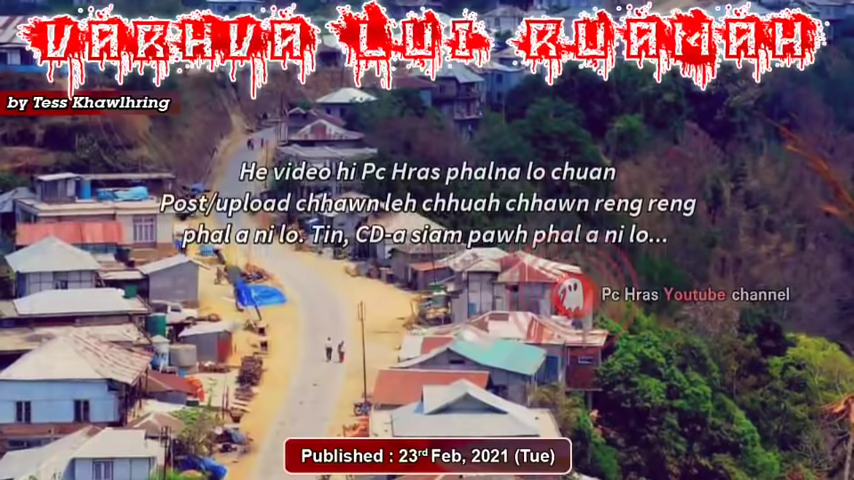 VAKHVA LUI RUAMAH
by Tess Khawlhring
He video hi Pc Hras phalna lo chuan
Post/upload chhawn leh chhuah chhawn reng reng
phal a ni lo. Tin, CD-a siam pawh phal a ni lo...
Pc Hras Youtube channel
Published : 23rd Feb, 2021 (Tue)